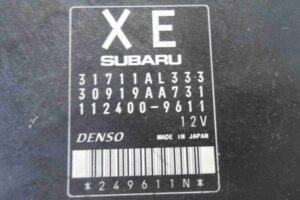 XE
SUBARU
31711AL333
30919AA731
112400-9611
12V
DENSO MADE IN JAPAN
*249611N*